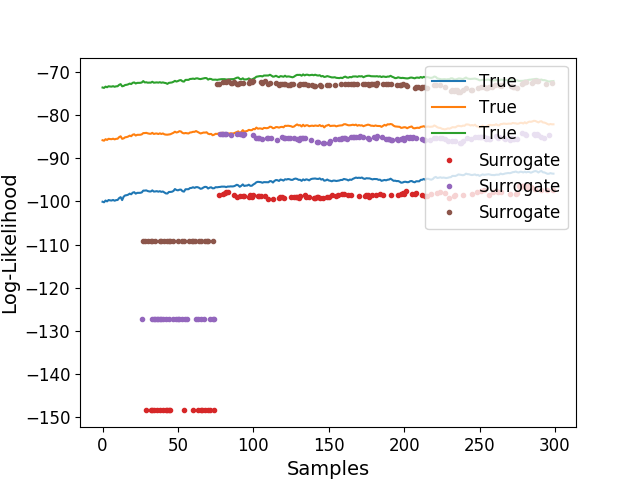 −70
−80
−90
−100
−110
−120
−130
−140
−150
Log-Likelihood
0
50
100
150
200
250
300
Samples
True
True
True
Surrogate
Surrogate
Surrogate